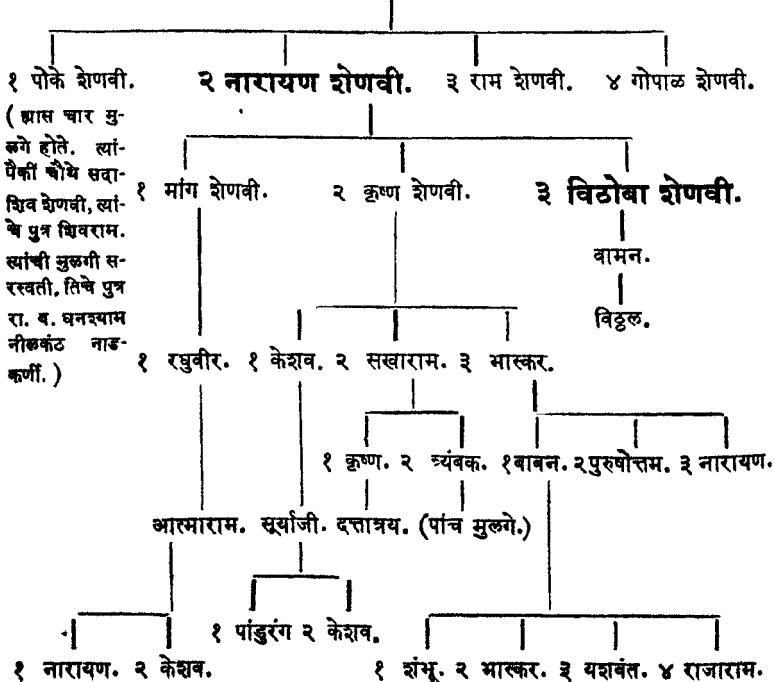 १ पोके शेणवी. २ नारायण शेणवी. ३ राम शेणवी. ४ गोपाळ शेणवी.
( ह्यास चार मु-
लगे होते. त्यां-
पैकीं चौथे सदा-
शिव शेणवी, त्यां-
चे पुत्र शिवराम.
त्यांची मुलगी स-
रस्वती, तिचे पुत्र
रा. ब. घनश्याम
नीळकंठ नाड-
कर्णी. )
१ मांग शेणवी. २ कृष्ण शेणवी. ३ विठोबा शेणवी.
वामन.
विठ्ठल.
१ रघुवीर. १ केशव. २ सखाराम. ३ भास्कर.
१ कृष्ण. २ त्र्यंबक. १ बाबन. २ पुरुषोत्तम. ३ नारायण.
आत्माराम. सूर्याजी. दत्तात्रय. (पांच मुलगे.)
१ पांडुरंग २ केशव.
१ नारायण. २ केशव. १ शंभू. २ भास्कर. ३ यशवंत. ४ राजाराम.